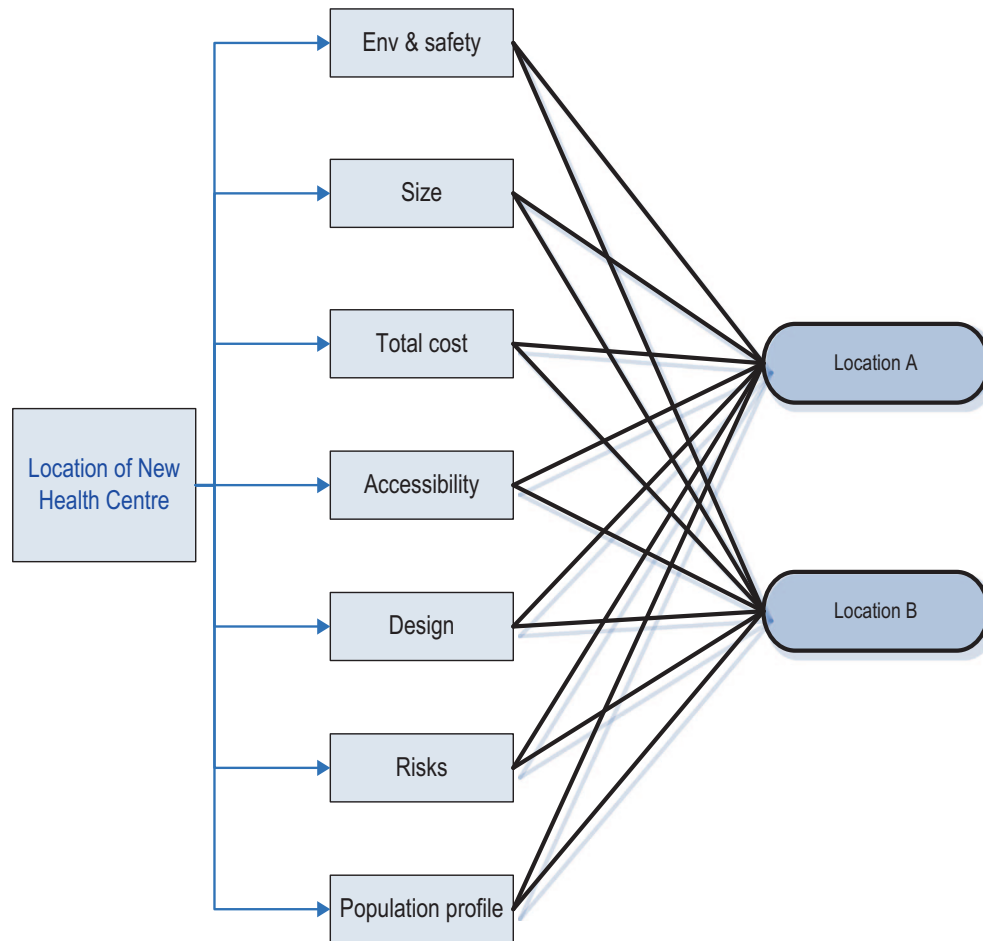 Env & safety
Size
Total cost
Location A
Location of New
Health Centre
Accessibility
Location B
Design
Risks
Population profile